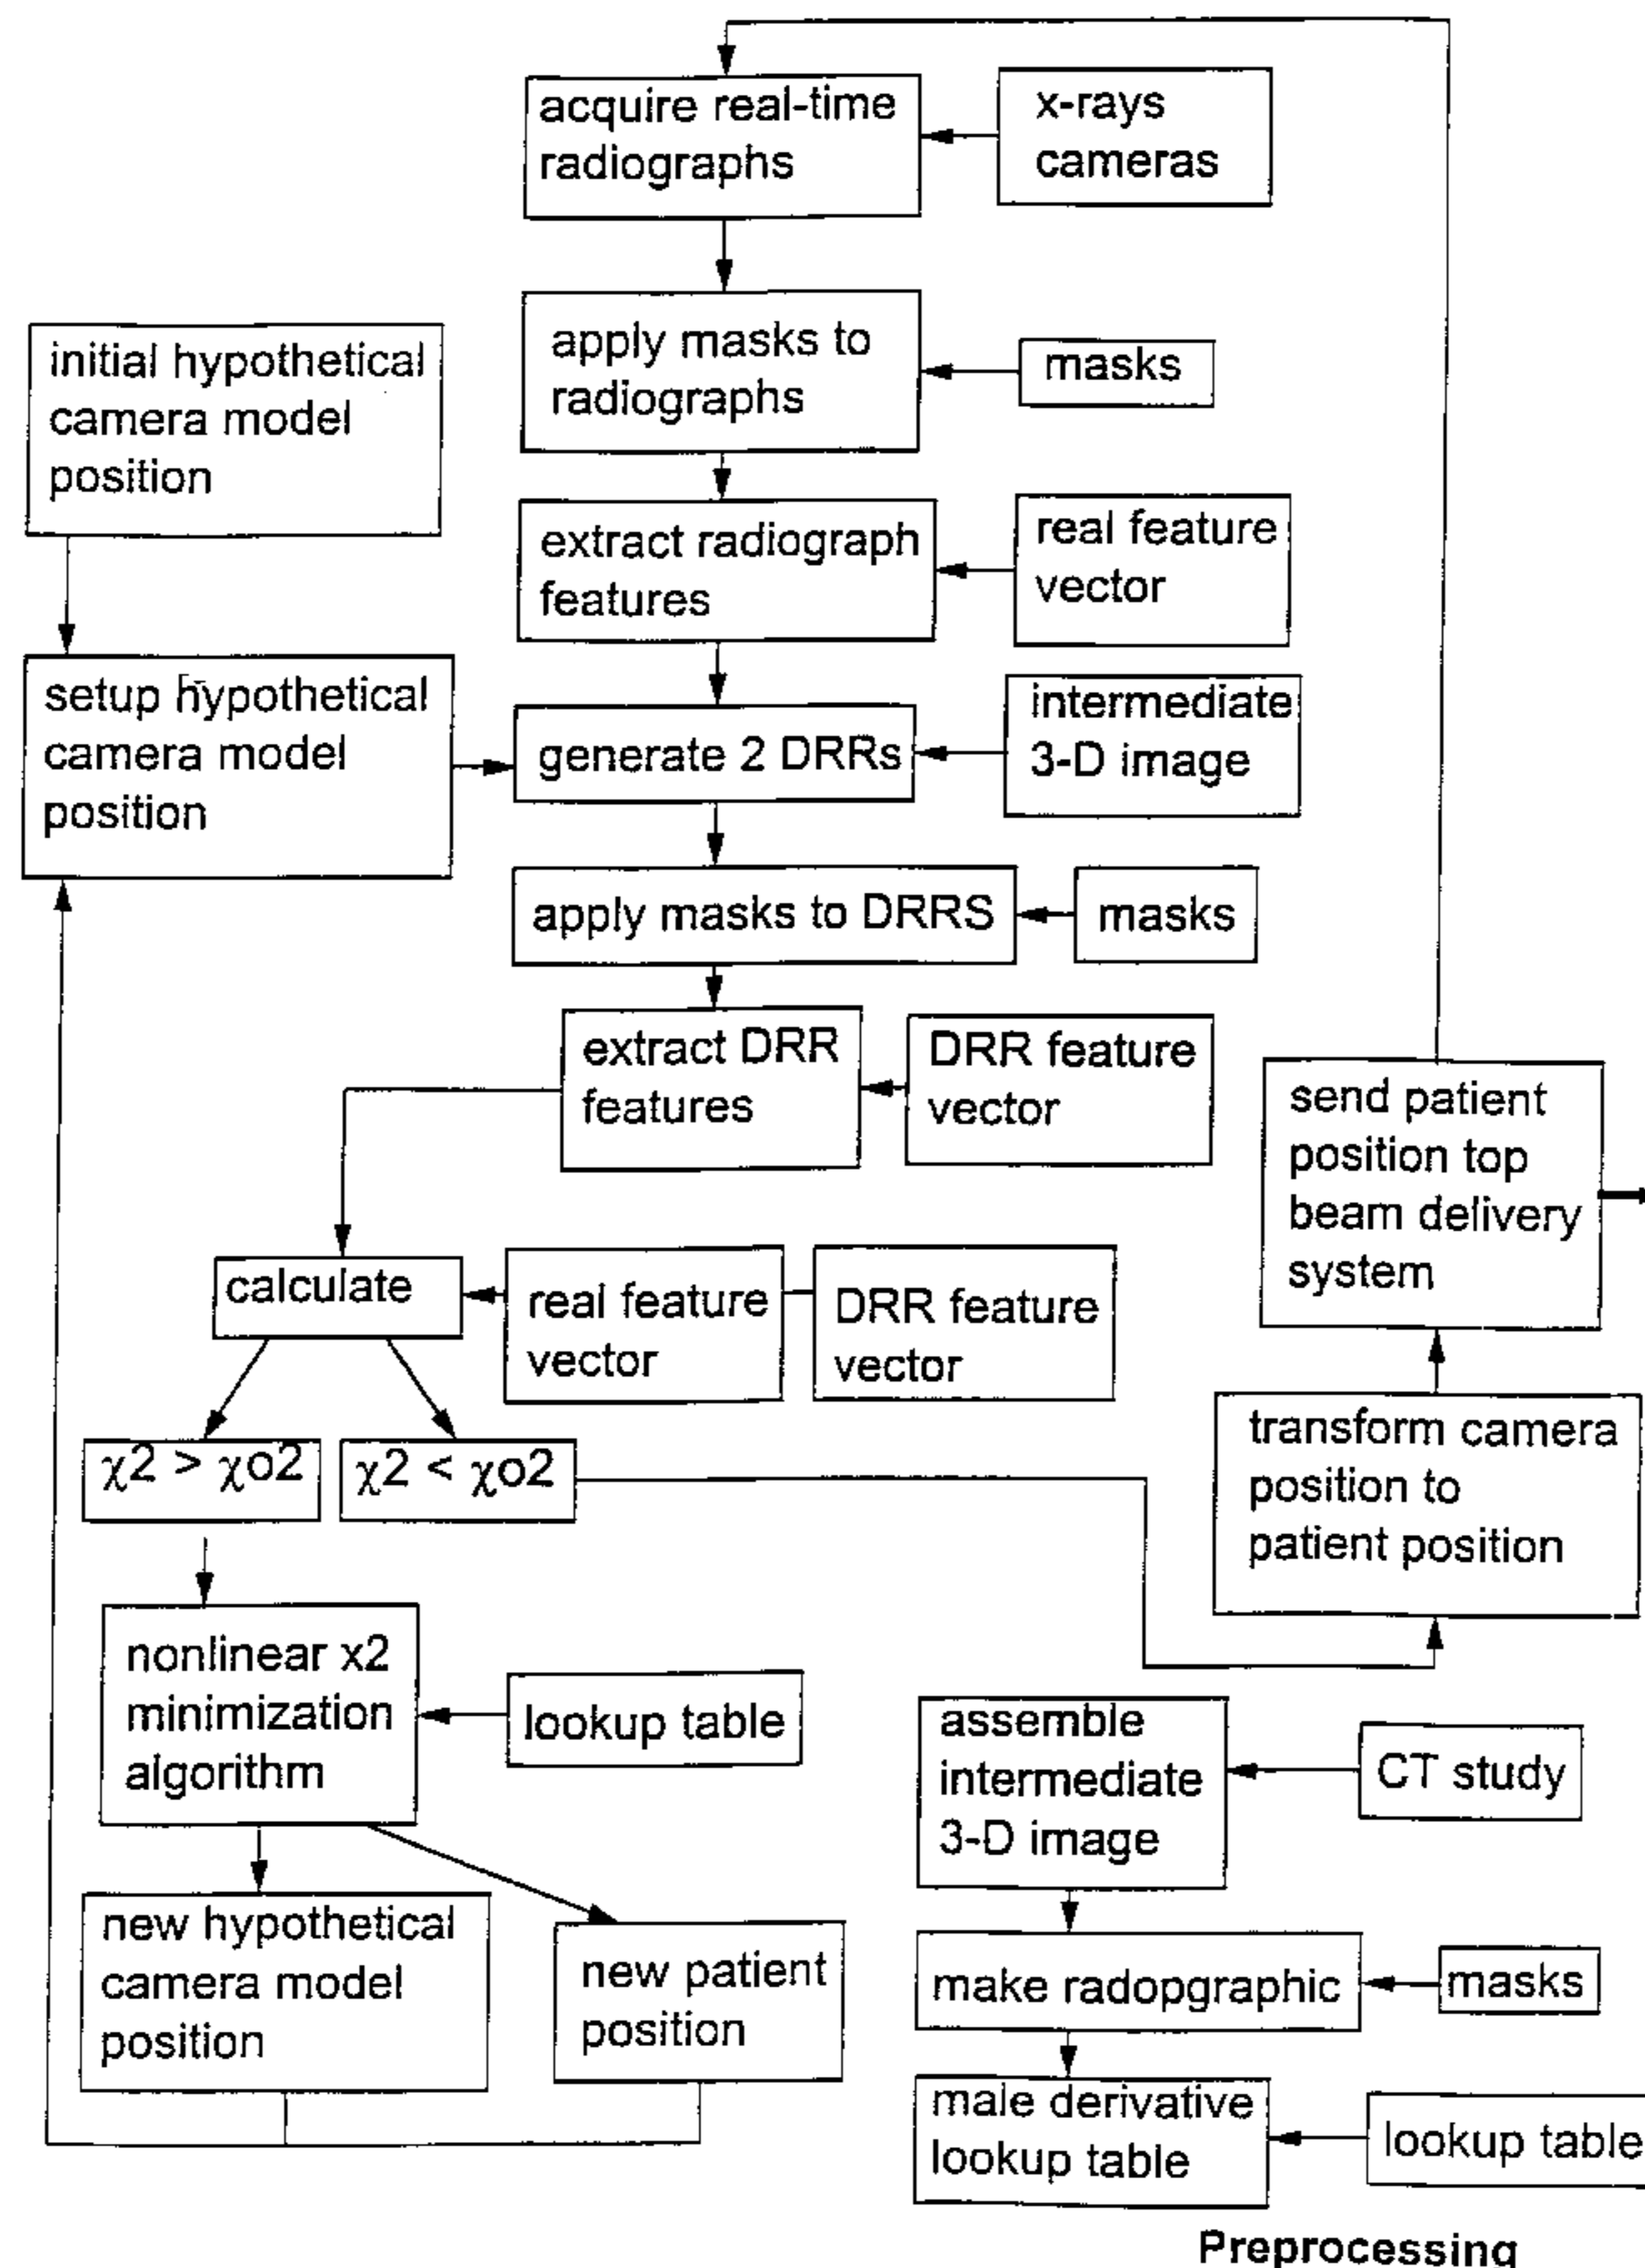 acquire real-time
radiographs
x-rays
cameras
apply masks to
radiographs
masks
initial hypothetical
camera model
position
extract radiograph
features
real feature
vector
setup hypothetical
camera model
position
generate 2 DRRs
intermediate
3-D image
apply masks to DRRS
masks
extract DRR
features
DRR feature
vector
send patient
position top
beam delivery
system
calculate
real feature
vector
DRR feature
vector
χ2 > χo2
χ2 < χo2
transform camera
position to
patient position
nonlinear x2
minimization
algorithm
lookup table
assemble
intermediate
3-D image
CT study
new hypothetical
camera model
position
new patient
position
make radopgraphic
masks
male derivative
lookup table
lookup table
Preprocessing